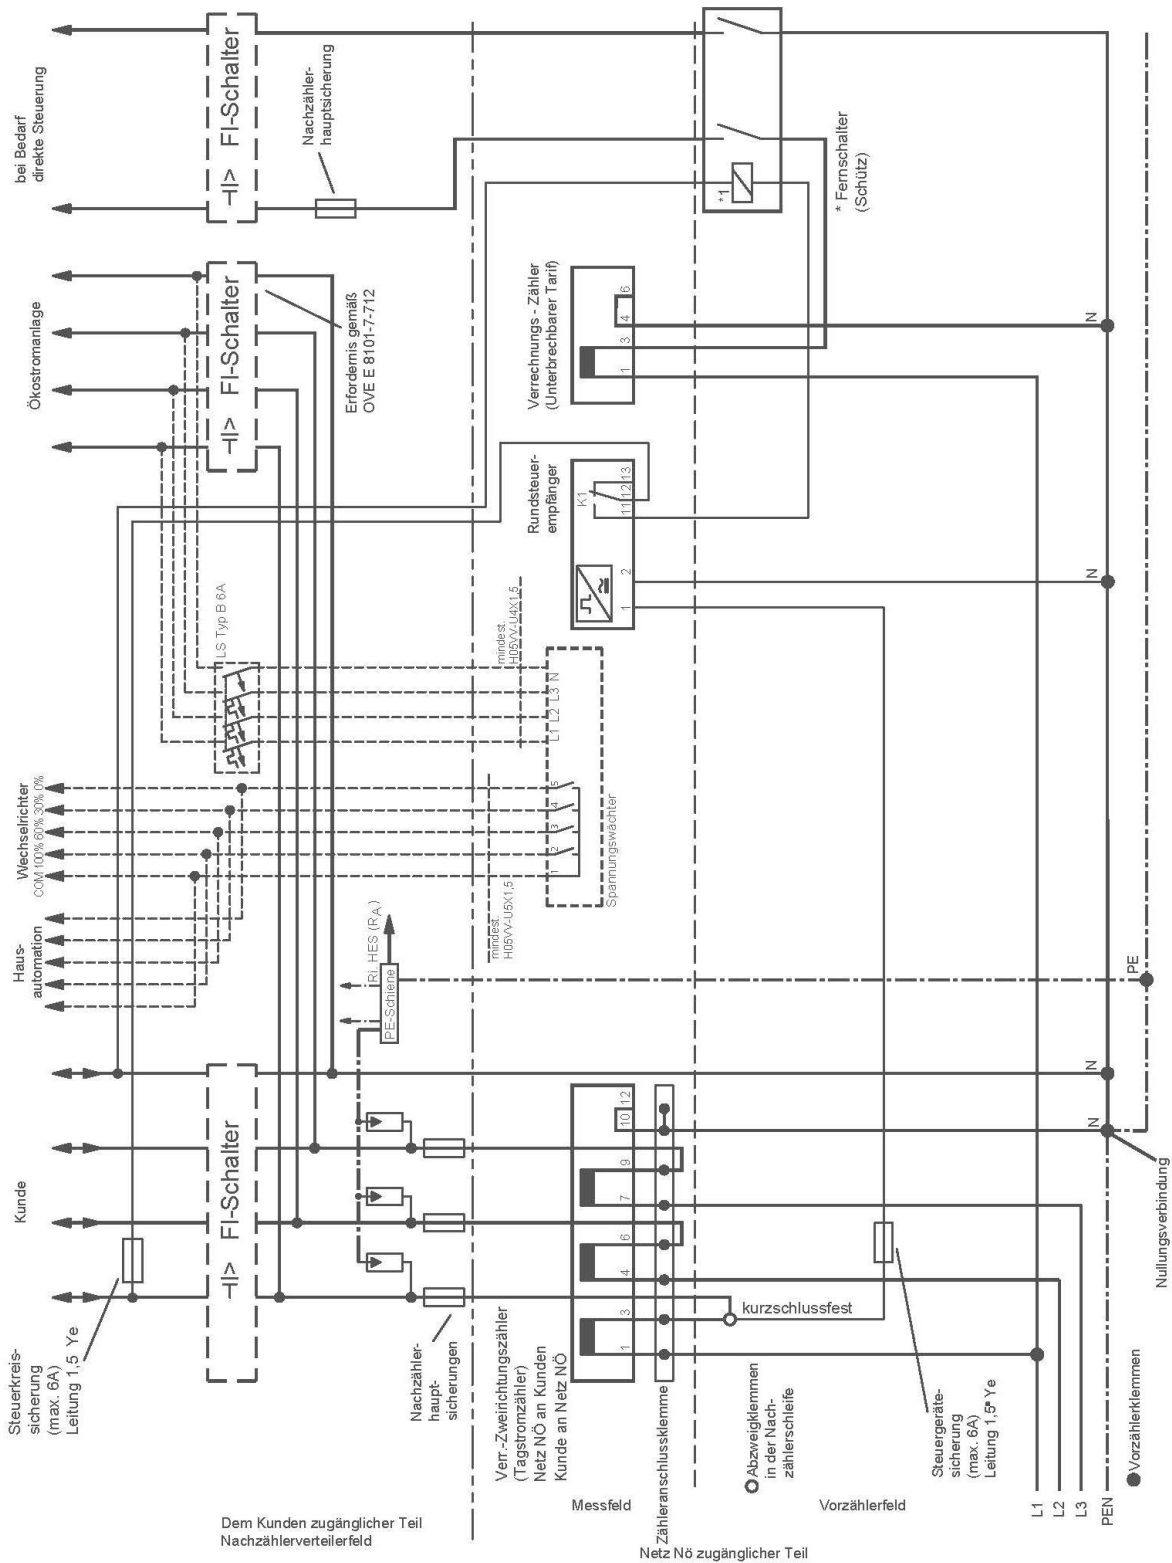 bei Bedarf
direkte Steuerung
Ökostromanlage
Wechselrichter
COM 100% 60% 30% 0%
Haus-
automation
Kunde
Steuerkreis-
sicherung
(max. 6A)
Leitung 1,5 Ye
FI-Schalter
FI-Schalter
FI-Schalter
Nachzähler-
hauptsicherung
Erfordernis gemäß
OVE E 8101-7-712
LS Typ B 6A
Ri. HES (RA)
PE-Schiene
Nachzähler-
haupt-
sicherungen
mindest.
H05VV-U4X1,5
mindest.
H05VV-U5X1,5
L1 L2 L3 N
1 2 3 4 5
Spannungswächter
Rundsteuer-
empfänger
K1
1 2 11 12 13
Verrechnungs - Zähler
(Unterbrechbarer Tarif)
1 3 4 6
*1
* Fernschalter
(Schütz)
Verr.-Zweirichtungszähler
(Tagstromzähler)
Netz NÖ an Kunden
Kunde an Netz NÖ
1 3 4 6 7 9 10 12
Zähleranschlussklemme
kurzschlussfest
Abzweigklemmen
in der Nach-
zählerschleife
Steuergeräte-
sicherung
(max. 6A)
Leitung 1,5" Ye
N
N
N
N
PE
Nullungsverbindung
Vorzählerklemmen
L1
L2
L3
PEN
Messfeld
Vorzählerfeld
Dem Kunden zugänglicher Teil
Nachzählerverteilerfeld
Netz Nö zugänglicher Teil